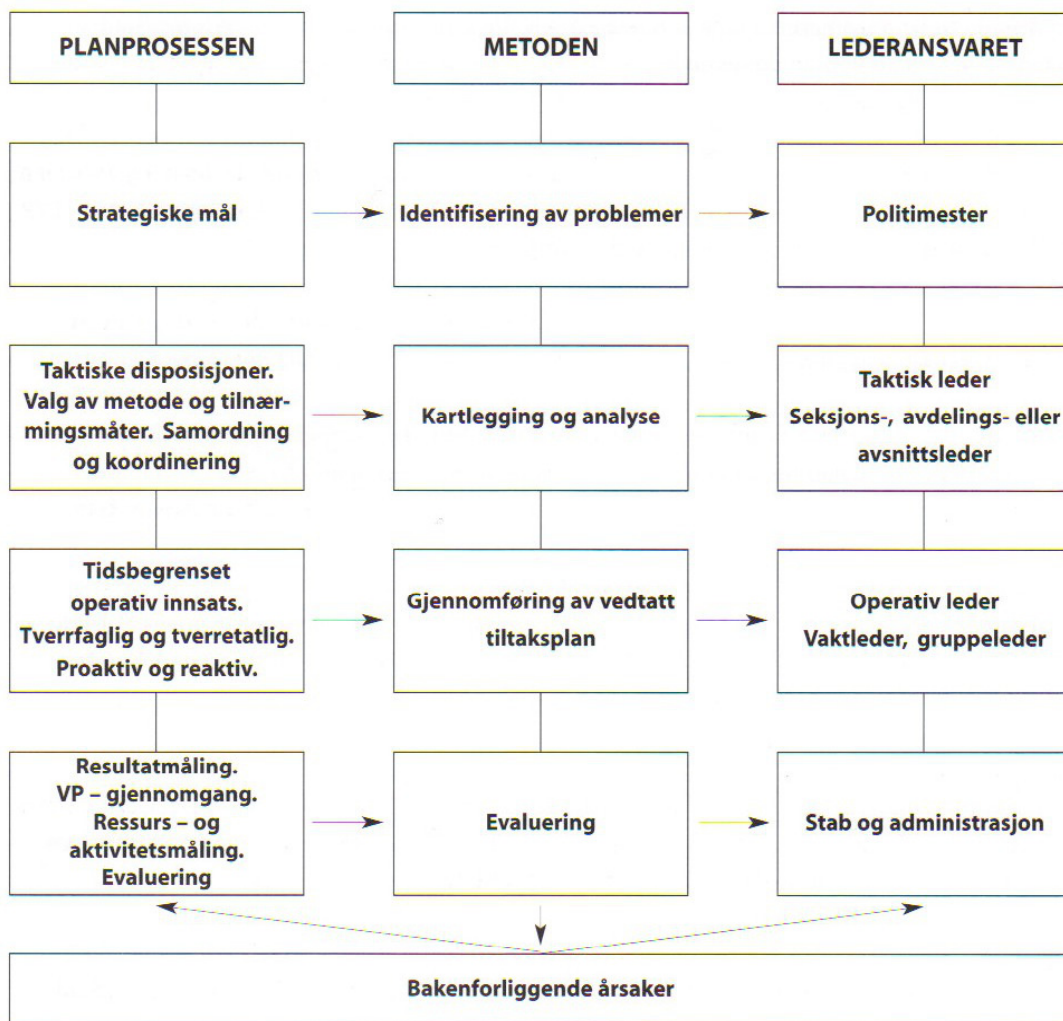 PLANPROSESSEN
METODEN
LEDERANSVARET
Strategiske mål
Identifisering av problemer
Politimester
Taktiske disposisjoner.
Valg av metode og tilnær-
mingsmåter. Samordning
og koordinering
Kartlegging og analyse
Taktisk leder
Seksjons-, avdelings- eller
avsnittsleder
Tidsbegrenset
operativ innsats.
Tverrfaglig og tverretatlig.
Proaktiv og reaktiv.
Gjennomføring av vedtatt
tiltaksplan
Operativ leder
Vaktleder, gruppeleder
Resultatmåling.
VP – gjennomgang.
Ressurs – og
aktivitetsmåling.
Evaluering
Evaluering
Stab og administrasjon
Bakenforliggende årsaker